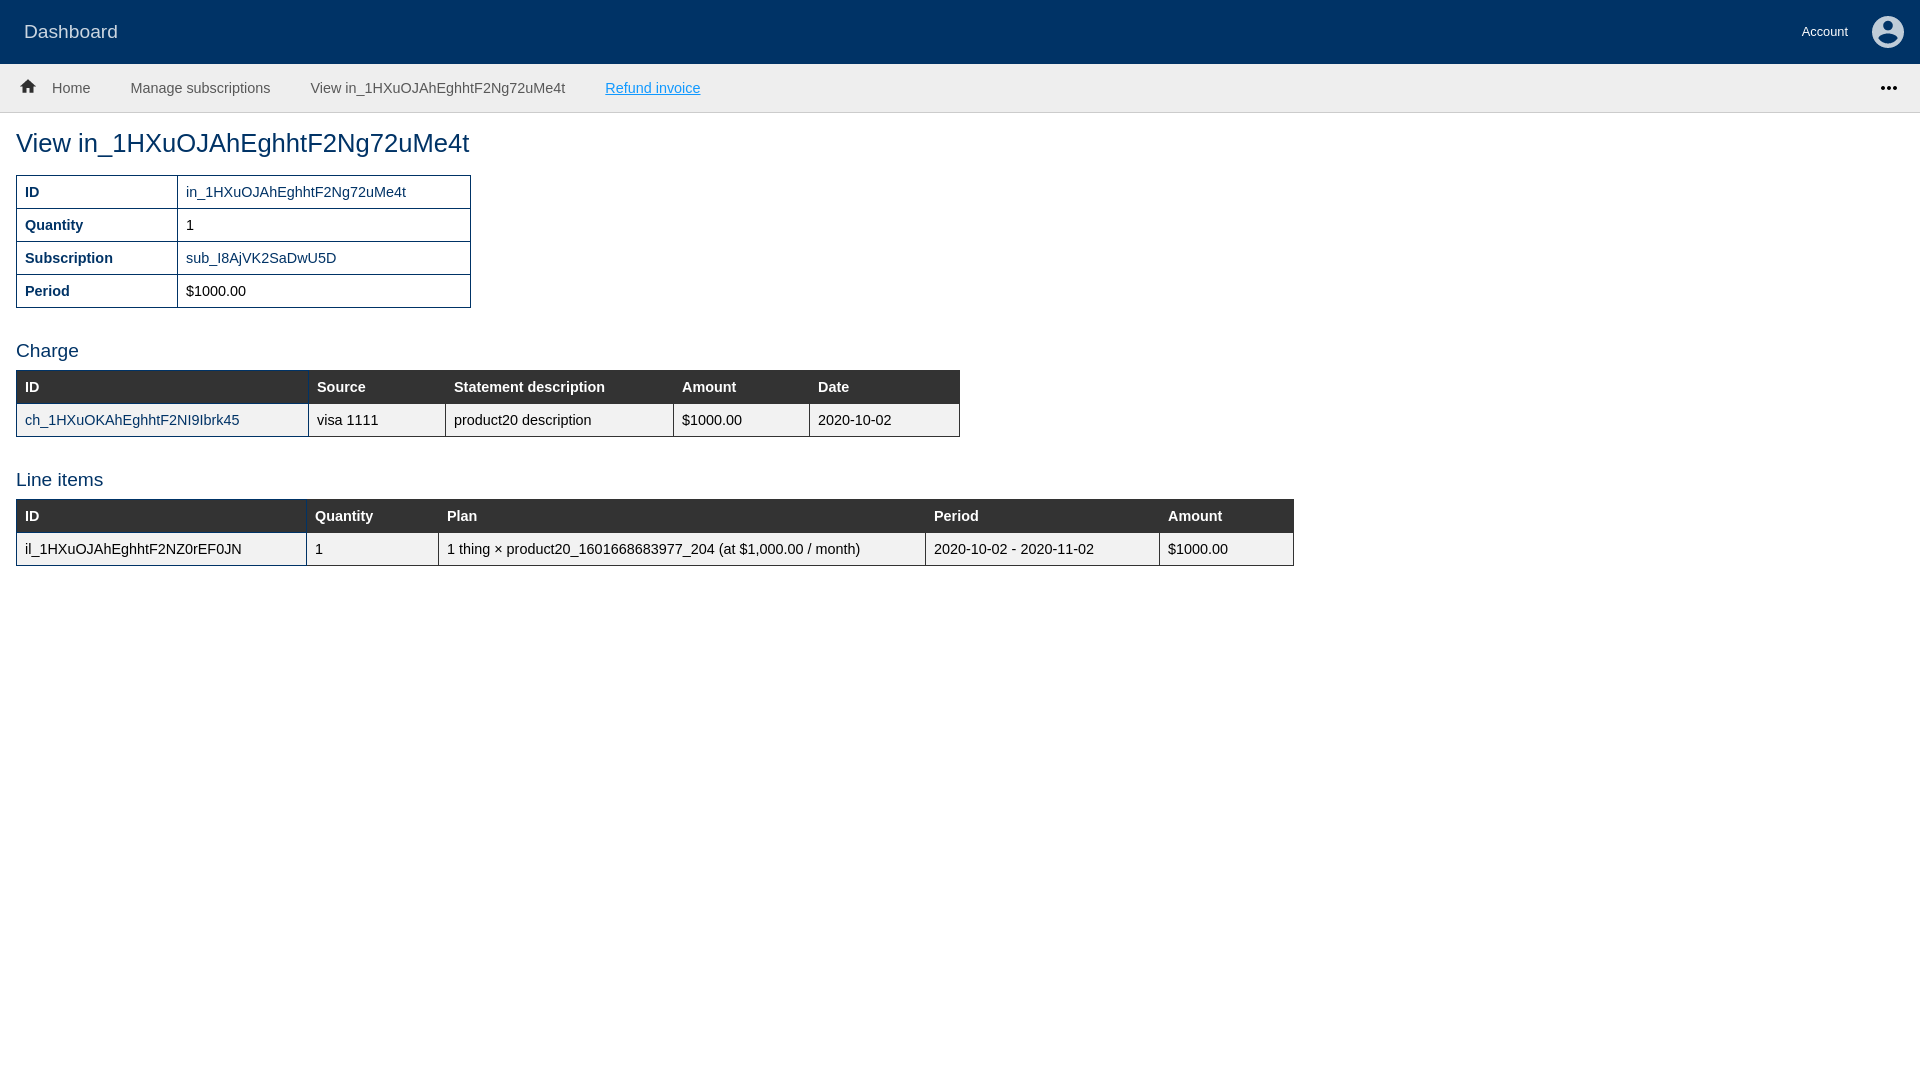 Dashboard
Account
Home
Manage subscriptions
View in_1HXuOJAhEghhtF2Ng72uMe4t
Refund invoice
View in_1HXuOJAhEghhtF2Ng72uMe4t
ID in_1HXuOJAhEghhtF2Ng72uMe4t
Quantity 1
Subscription sub_I8AjVK2SaDwU5D
Period $1000.00
Charge
ID Source Statement description Amount Date
ch_1HXuOKAhEghhtF2NI9Ibrk45 visa 1111 product20 description $1000.00 2020-10-02
Line items
ID Quantity Plan Period Amount
il_1HXuOJAhEghhtF2NZ0rEF0JN 1 1 thing × product20_1601668683977_204 (at $1,000.00 / month) 2020-10-02 - 2020-11-02 $1000.00